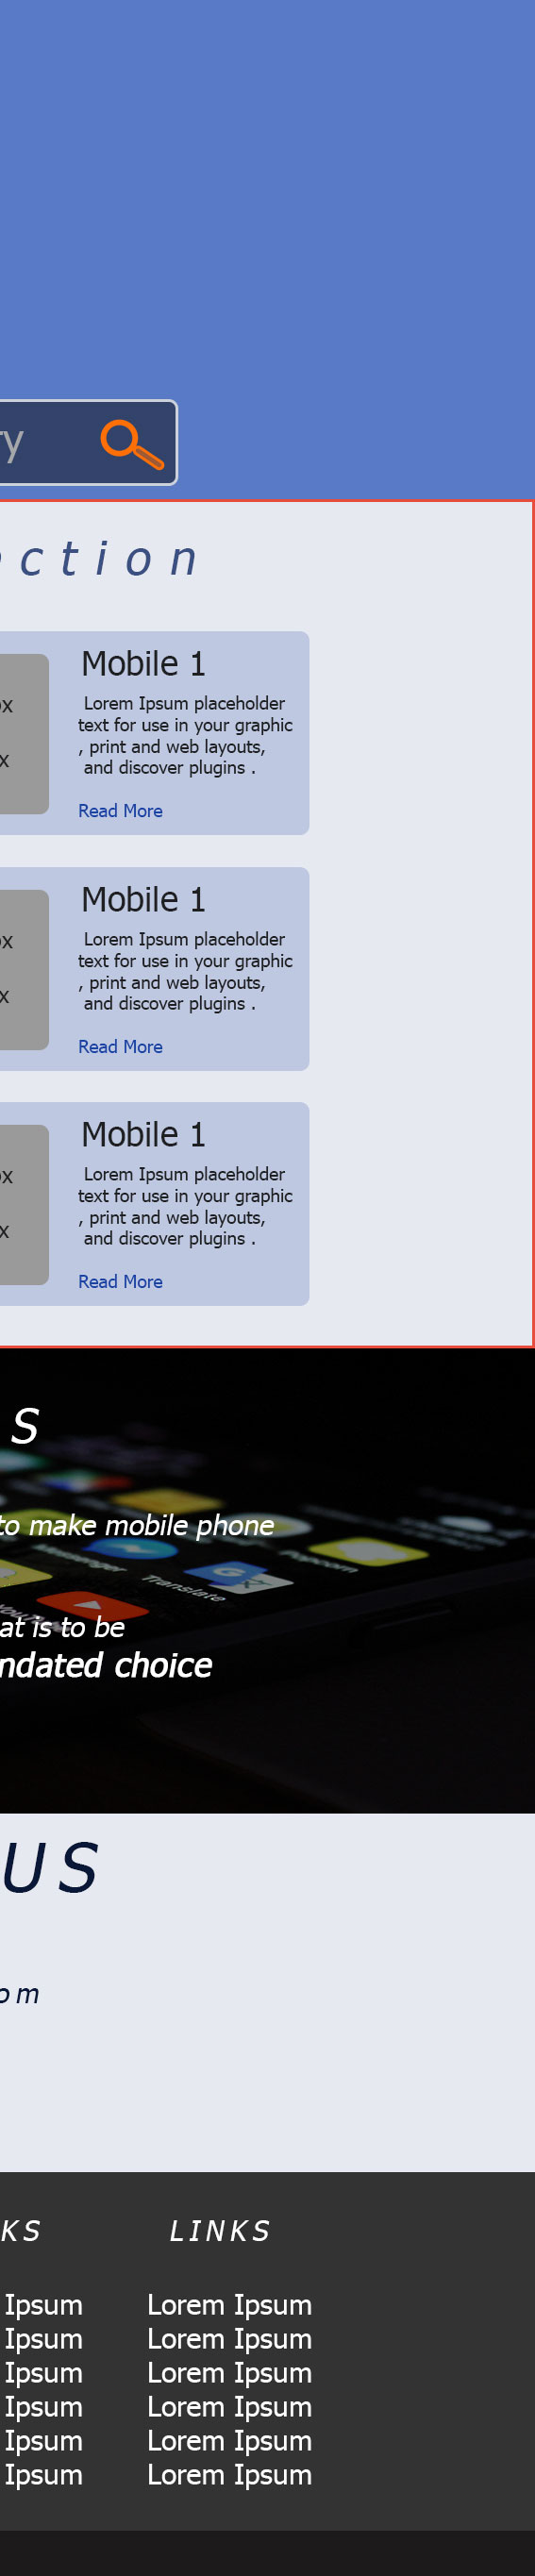 ry
ction
Mobile 1
ox
x
Lorem Ipsum placeholder
text for use in your graphic
, print and web layouts,
and discover plugins .
Read More
Mobile 1
ox
x
Lorem Ipsum placeholder
text for use in your graphic
, print and web layouts,
and discover plugins .
Read More
Mobile 1
ox
x
Lorem Ipsum placeholder
text for use in your graphic
, print and web layouts,
and discover plugins .
Read More
S
to make mobile phone
Messenger
Popcorn
Translate
at is to be
ndated choice
US
om
KS
LINKS
Ipsum
Lorem Ipsum
Ipsum
Lorem Ipsum
Ipsum
Lorem Ipsum
Ipsum
Lorem Ipsum
Ipsum
Lorem Ipsum
Ipsum
Lorem Ipsum